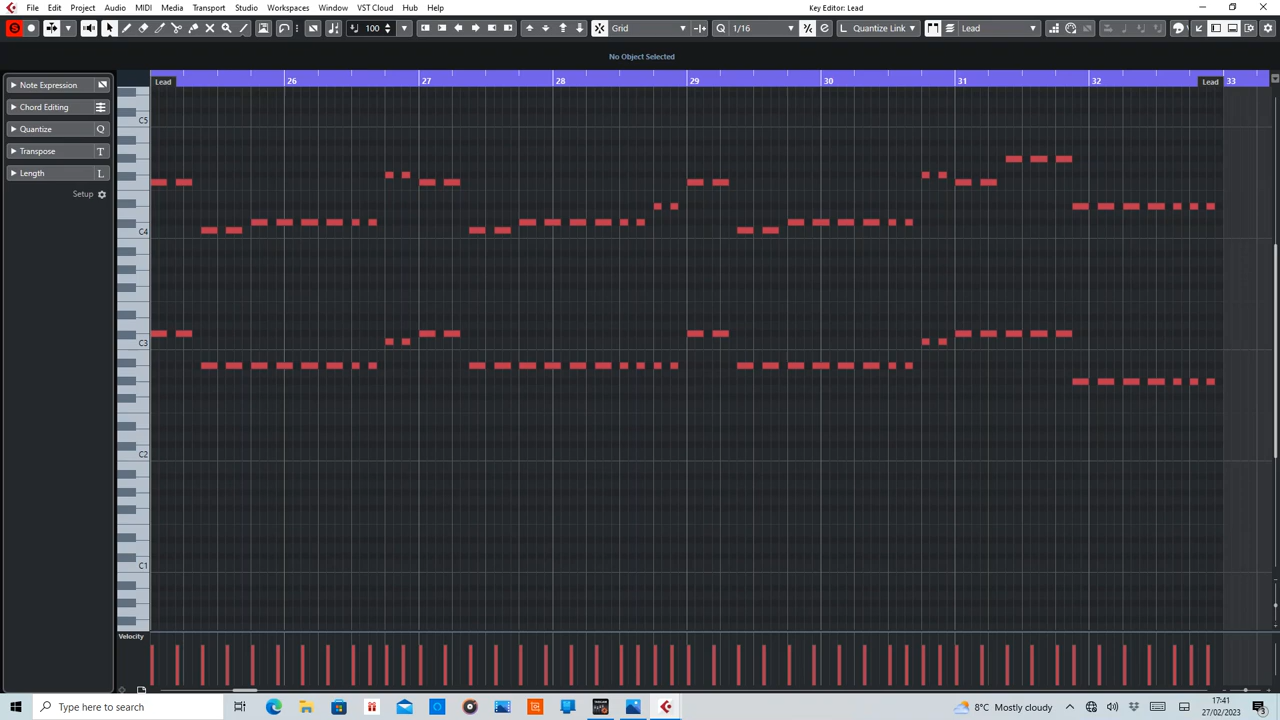 File Edit Project Audio MIDI Media Transport Studio Workspaces Window VST Cloud Hub Help Key Editor: Lead
100 Grid Q 1/16 Quantize Link Lead
No Object Selected
Lead 26 27 28 29 30 31 32 Lead 33
Note Expression
Chord Editing
Quantize Q
Transpose T
Length L
Setup
C5
C4
C3
C2
C1
Velocity
Type here to search
8°C Mostly cloudy
17:41
27/02/2023